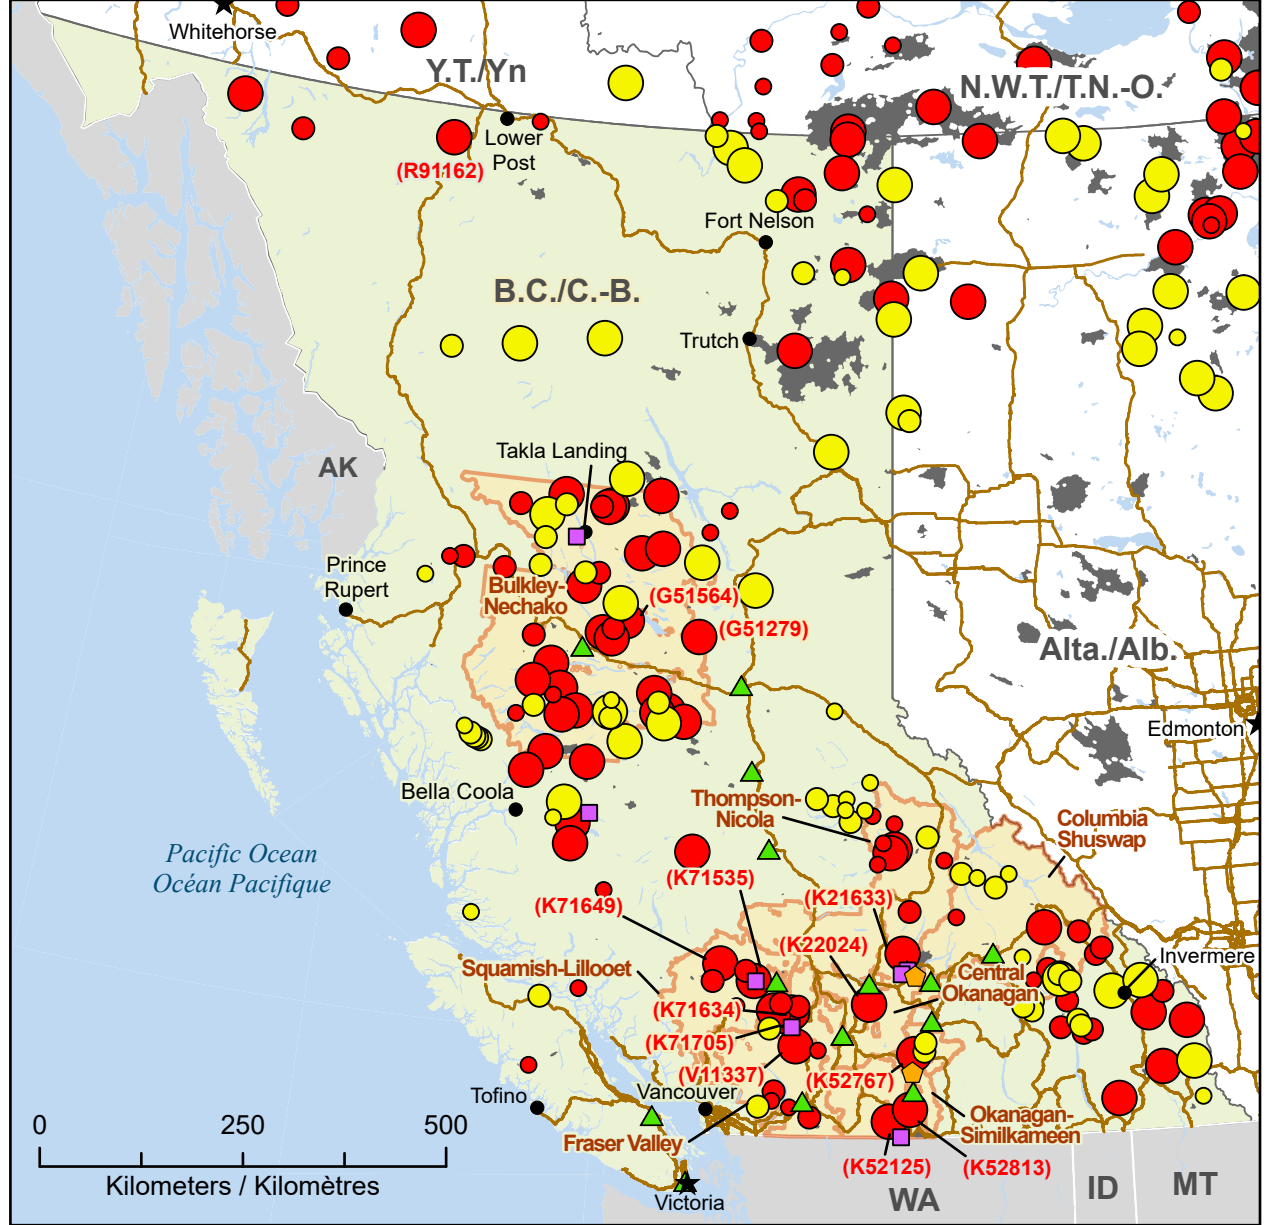 Whitehorse
Y.T./Yn
N.W.T./T.N.-O.
Lower
Post
(R91162)
Fort Nelson
B.C./C.-B.
Trutch
Takla Landing
AK
Prince
Rupert
Bulkley-
Nechako
(G51564)
(G51279)
Alta./Alb.
Edmonton
Bella Coola
Thompson-
Nicola
Columbia
Shuswap
Pacific Ocean
Océan Pacifique
(K71535)
(K71649)
(K21633)
(K22024)
Invermere
Squamish-Lillooet
Central
Okanagan
(K71634)
(K71705)
(V11337)
(K52767)
Tofino
Vancouver
Okanagan-
Similkameen
Fraser Valley
(K52125)
(K52813)
0 250 500
Kilometers / Kilomètres
Victoria
WA
ID
MT